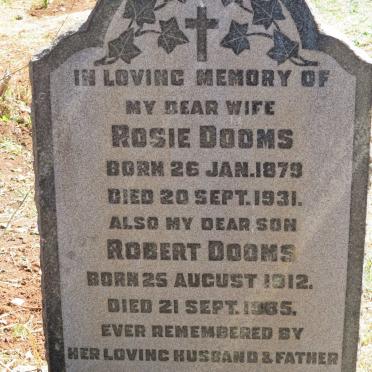 IN LOVING MEMORY OF
MY DEAR WIFE
ROSIE DOOMS
BORN 26 JAN. 1879
DIED 20 SEPT. 1931.
ALSO MY DEAR SON
ROBERT DOOMS
BORN 25 AUGUST 1912.
DIED 21 SEPT. 1965.
EVER REMEMBERED BY
HER LOVING HUSBAND & FATHER